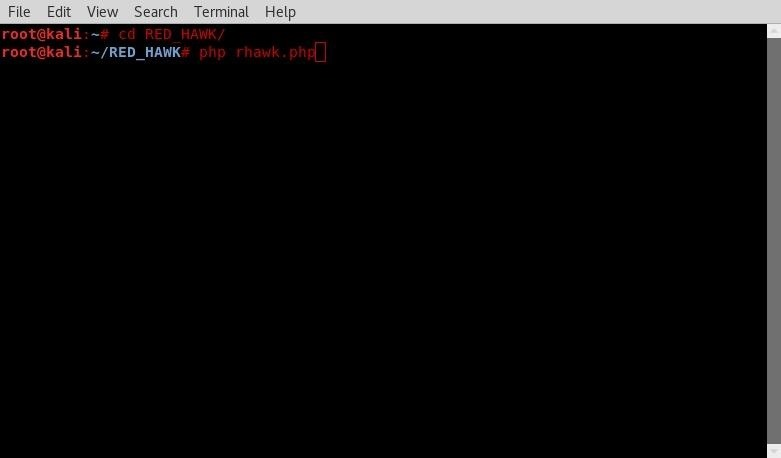 File Edit View Search Terminal Help
root@kali:~# cd RED_HAWK/
root@kali:~/RED_HAWK# php rhawk.php